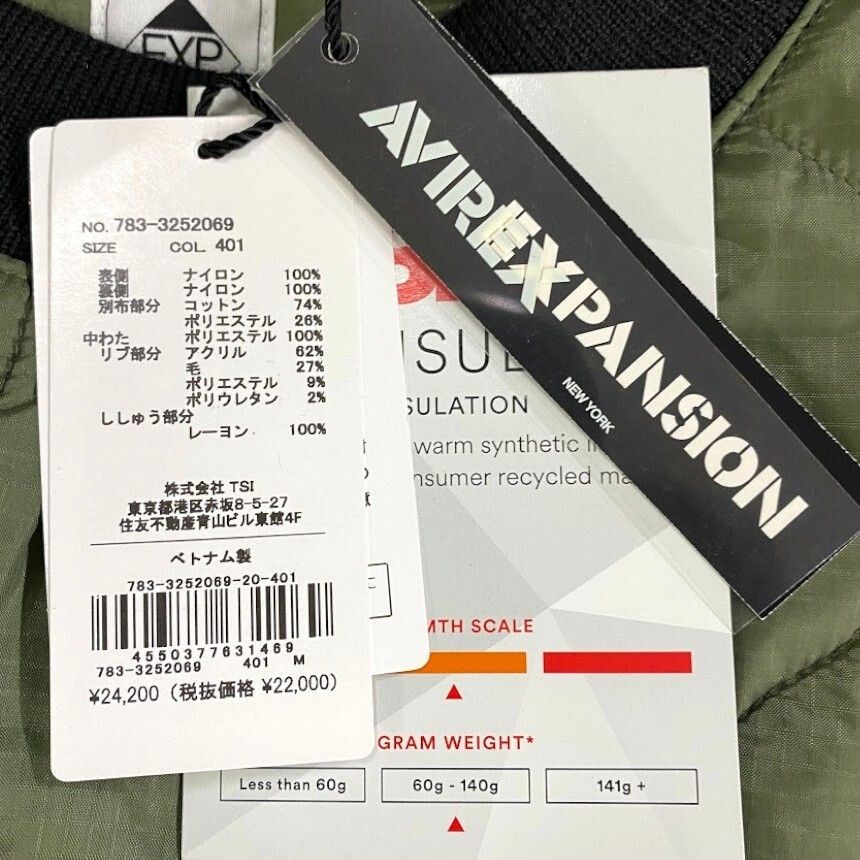 EXP
AVIREXPANSION
NEW YORK
NO. 783-3252069
SIZE COL 401
表側 ナイロン 100%
裏側 ナイロン 100%
別布部分 コットン 74%
ポリエステル 26%
中わた ポリエステル 100%
リブ部分 アクリル 62%
毛 27%
ポリエステル 9%
ポリウレタン 2%
ししゅう部分
レーヨン 100%
株式会社 TSI
東京都港区赤坂8-5-27
住友不動産青山ビル東館4F
ベトナム製
783-3252069-20-401
4550377631469
783-3252069 401 M
¥24,200（税抜価格 ¥22,000）
warm synthetic
recycled
SCALE
GRAM WEIGHT*
Less than 60g
60g - 140g
141g +